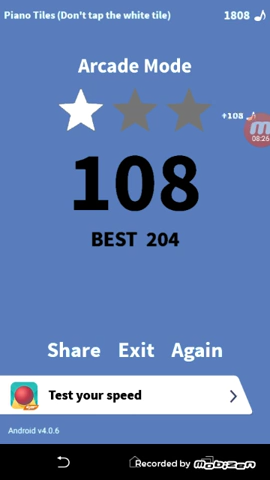 Piano Tiles (Don't tap the white tile) 1808
Arcade Mode
+108
08:26
108
BEST 204
Share Exit Again
Test your speed
Android v4.0.6
Recorded by mobizen